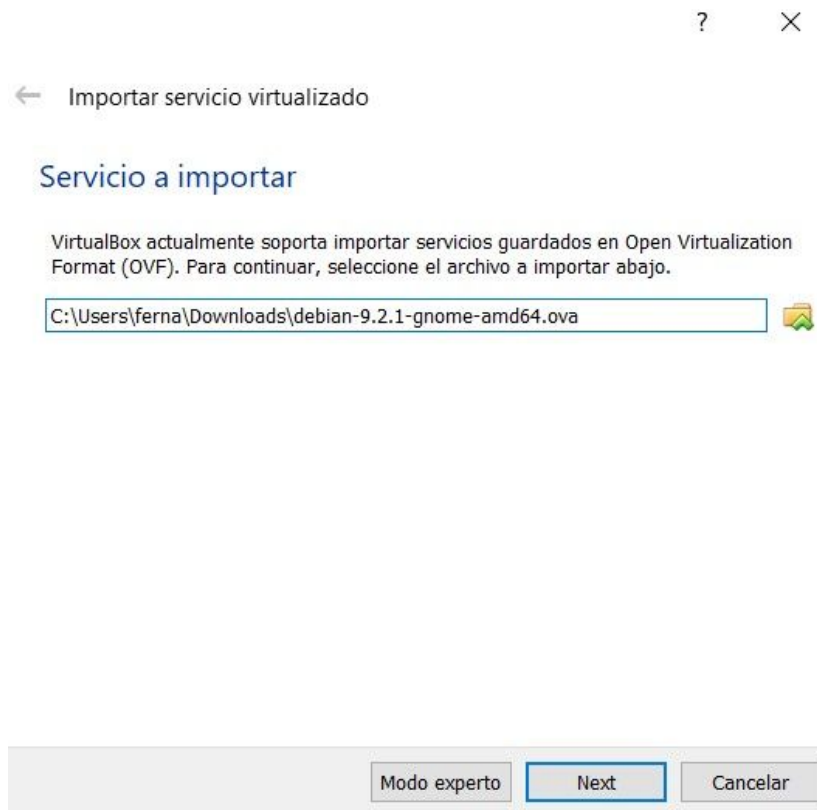 ?
← Importar servicio virtualizado
Servicio a importar
VirtualBox actualmente soporta importar servicios guardados en Open Virtualization
Format (OVF). Para continuar, seleccione el archivo a importar abajo.
C:\Users\ferna\Downloads\debian-9.2.1-gnome-amd64.ova
Modo experto Next Cancelar